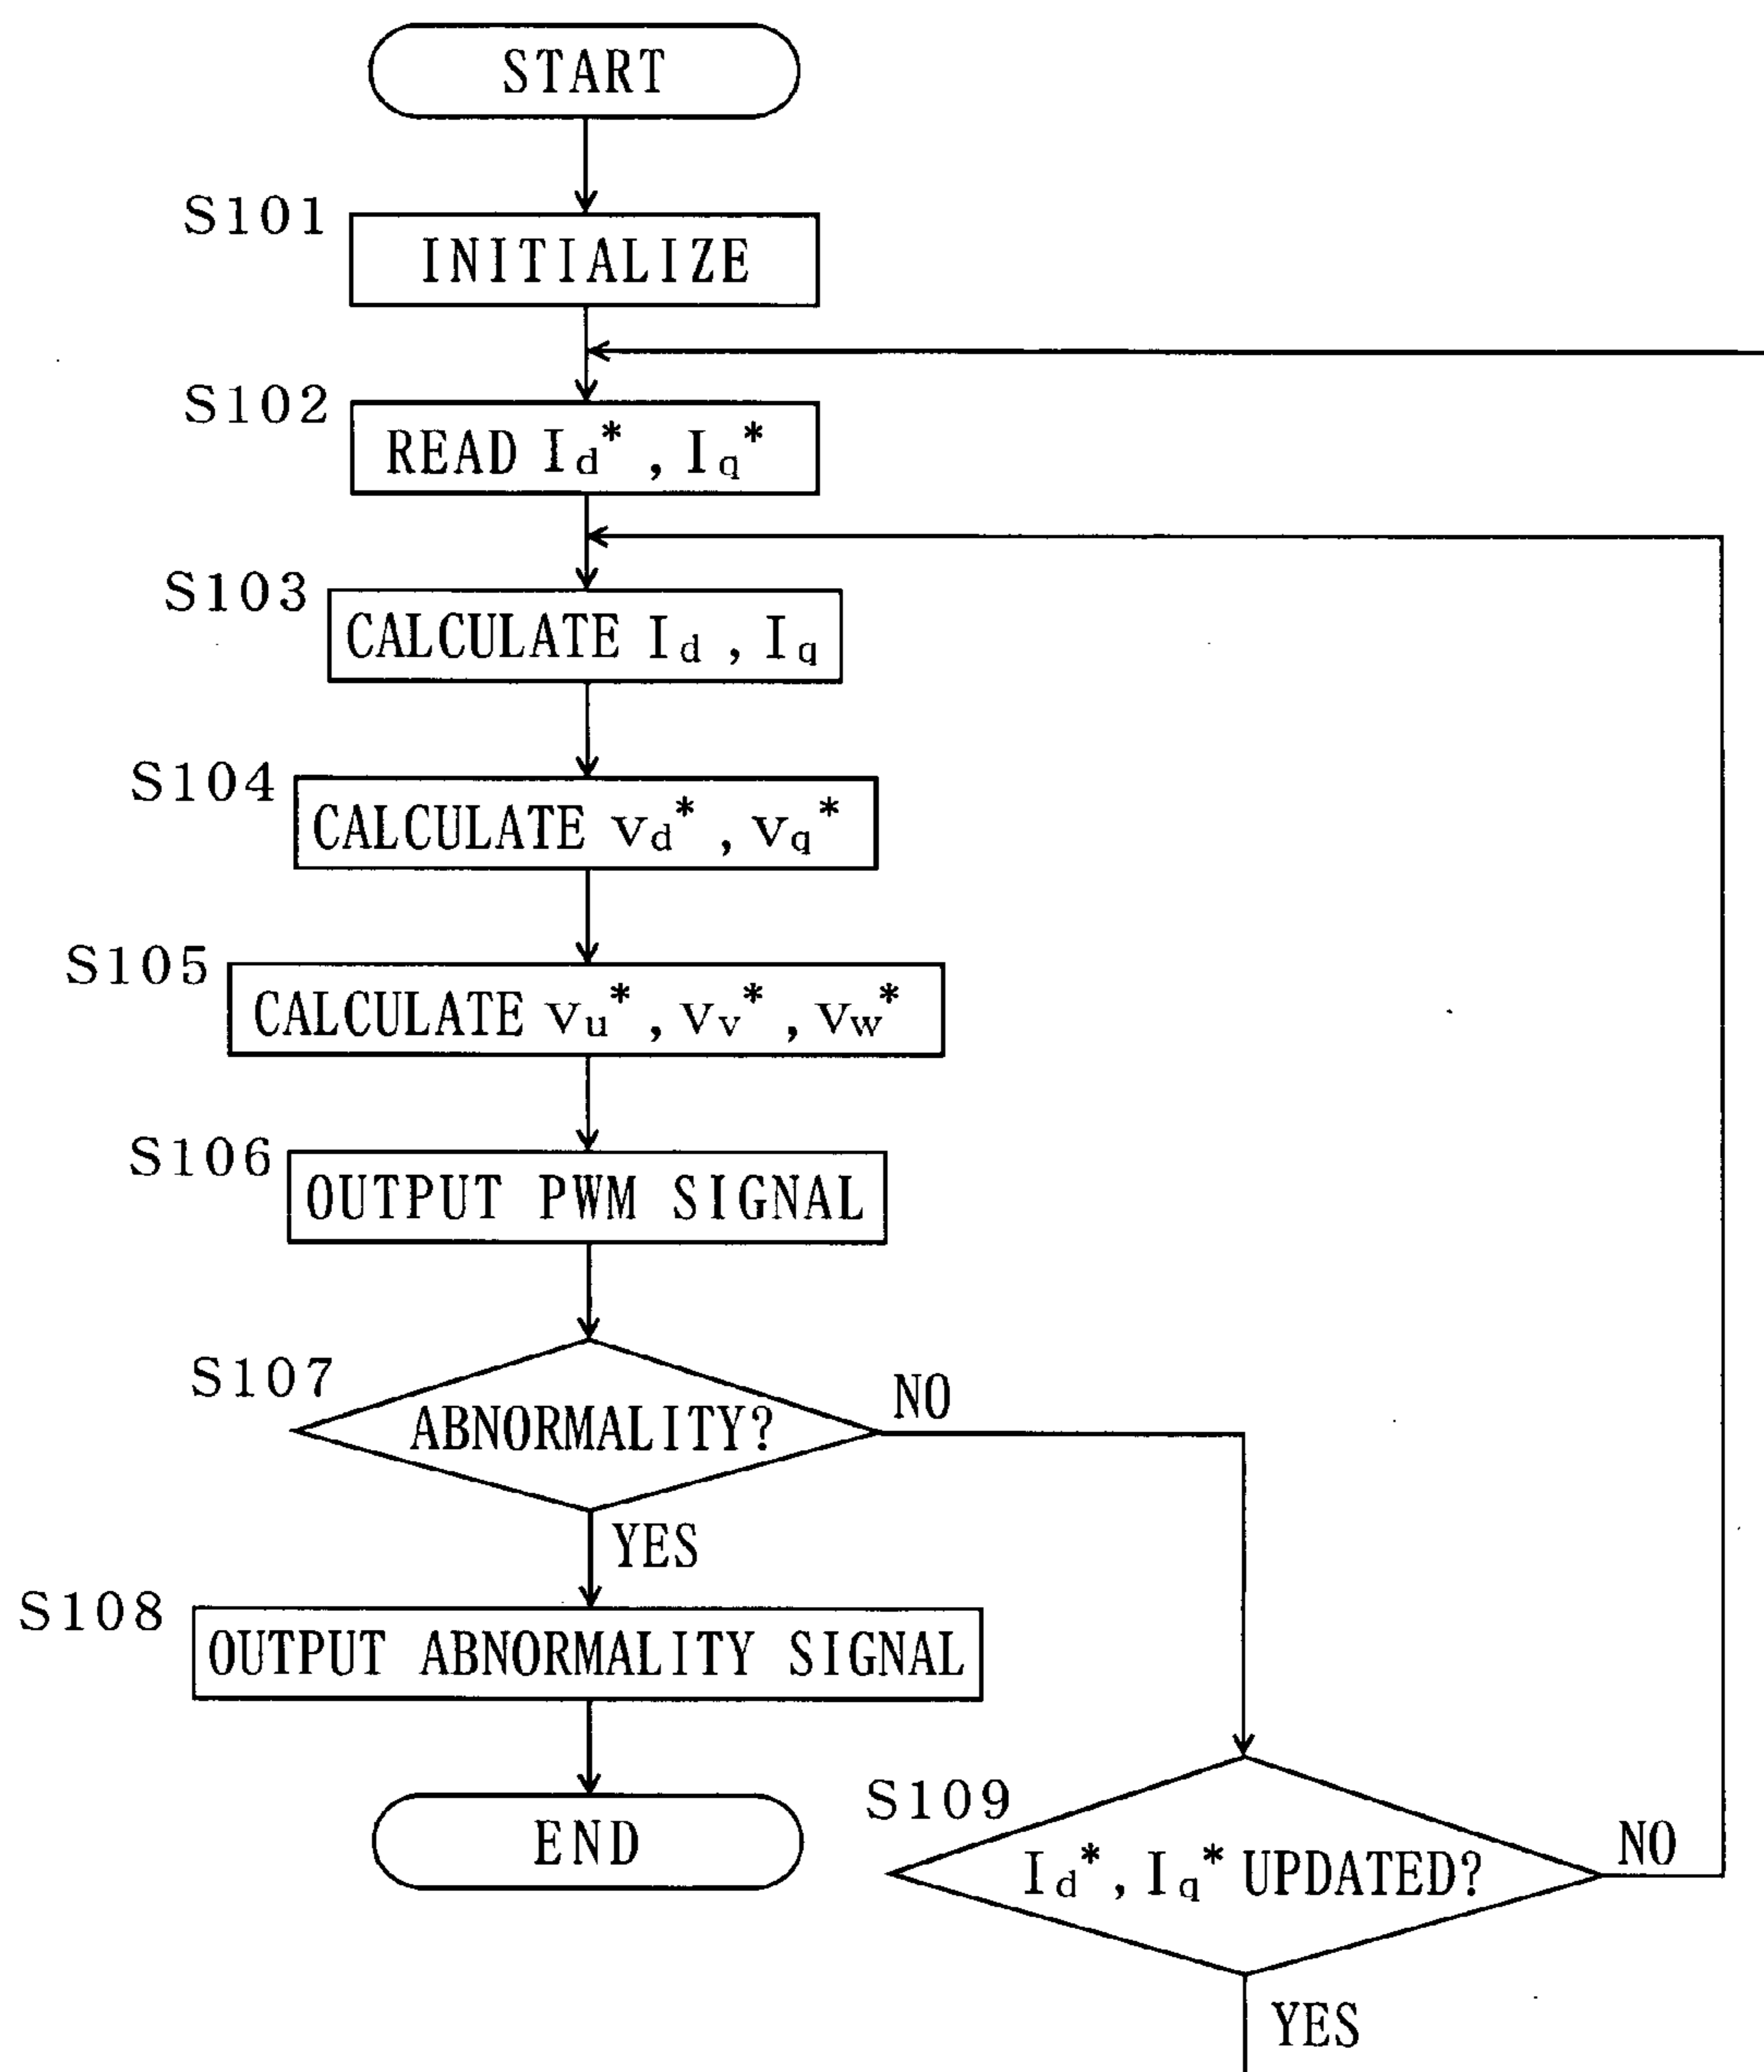 START
S101
INITIALIZE
S102
READ Id*, Iq*
S103
CALCULATE Id, Iq
S104
CALCULATE Vd*, Vq*
S105
CALCULATE Vu*, Vv*, Vw*
S106
OUTPUT PWM SIGNAL
S107
ABNORMALITY?
NO
YES
S108
OUTPUT ABNORMALITY SIGNAL
END
S109
Id*, Iq* UPDATED?
NO
YES